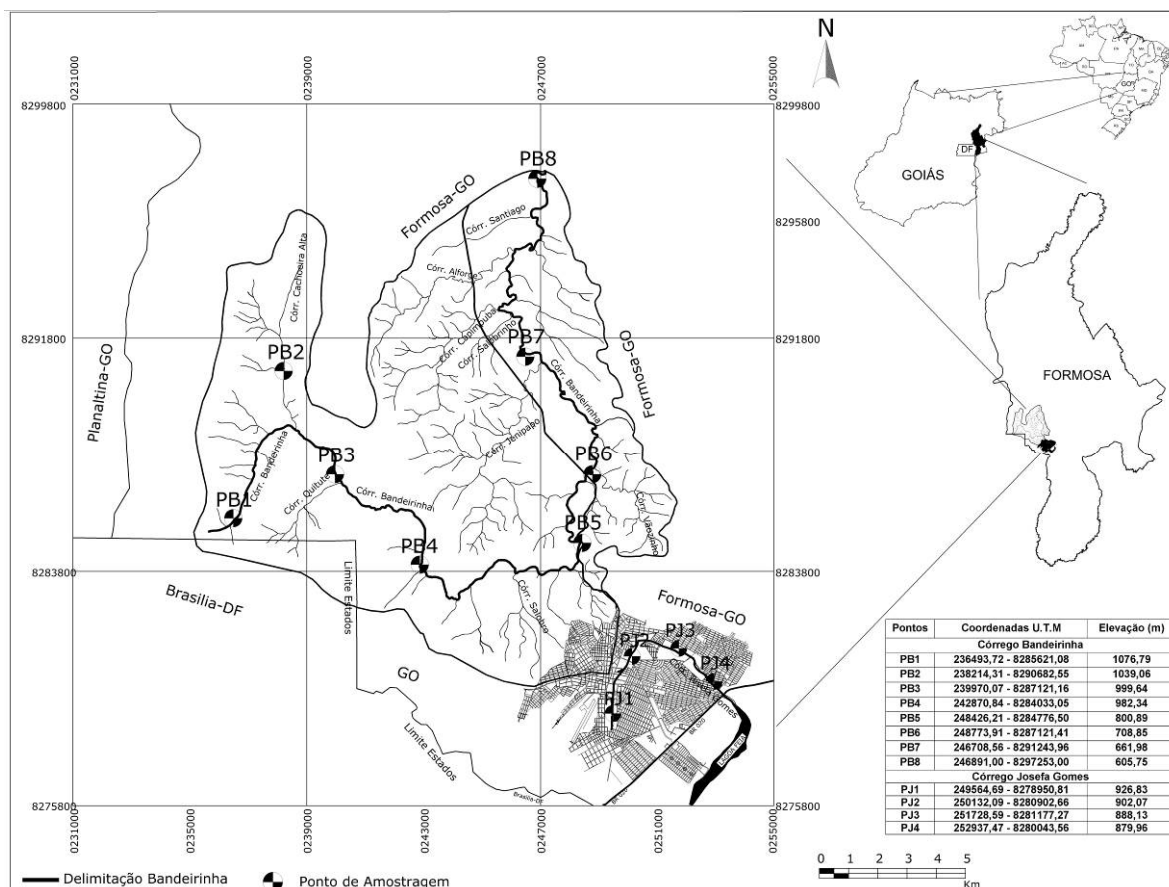 0231000
0239000
0247000
0255000
N
8299800
8299800
GO
DF
GOIÁS
PB8
Formosa-GO
Córr. Santiago
8295800
Córr. Cachoeira Alta
Córr. Alforge
Planaltina-GO
8291800
8291800
PB7
Formosa-GO
PB2
Córr. Bandeirinha
Córr. Jenipapo
FORMOSA
8287800
PB3
PB6
Córr. Bandeirinha
Córr. Quitute
Córr. Bandeirinha
PB1
PB5
PB4
8283800
8283800
Limite Estados
Brasilia-DF
Córr. Salobro
Formosa-GO
PJ2
PJ3
PJ4
GO
PJ1
Limite Estados
Brasilia-DF
8275800
8275800
0231000
0235000
0239000
0243000
0247000
0251000
0255000
Pontos Coordenadas U.T.M Elevação (m)
Córrego Bandeirinha
PB1 236493,72 - 8285621,08 1076,79
PB2 238214,31 - 8290682,55 1039,06
PB3 239970,07 - 8287121,16 999,64
PB4 242870,84 - 8284033,05 982,34
PB5 248426,21 - 8284776,50 800,89
PB6 248773,91 - 8287121,41 708,85
PB7 246708,56 - 8291243,96 661,98
PB8 246891,00 - 8297253,00 605,75
Córrego Josefa Gomes
PJ1 249564,69 - 8278950,81 926,83
PJ2 250132,09 - 8280902,66 902,07
PJ3 251728,59 - 8281177,27 888,13
PJ4 252937,47 - 8280043,56 879,96
0 1 2 3 4 5
Km
Delimitação Bandeirinha
Ponto de Amostragem